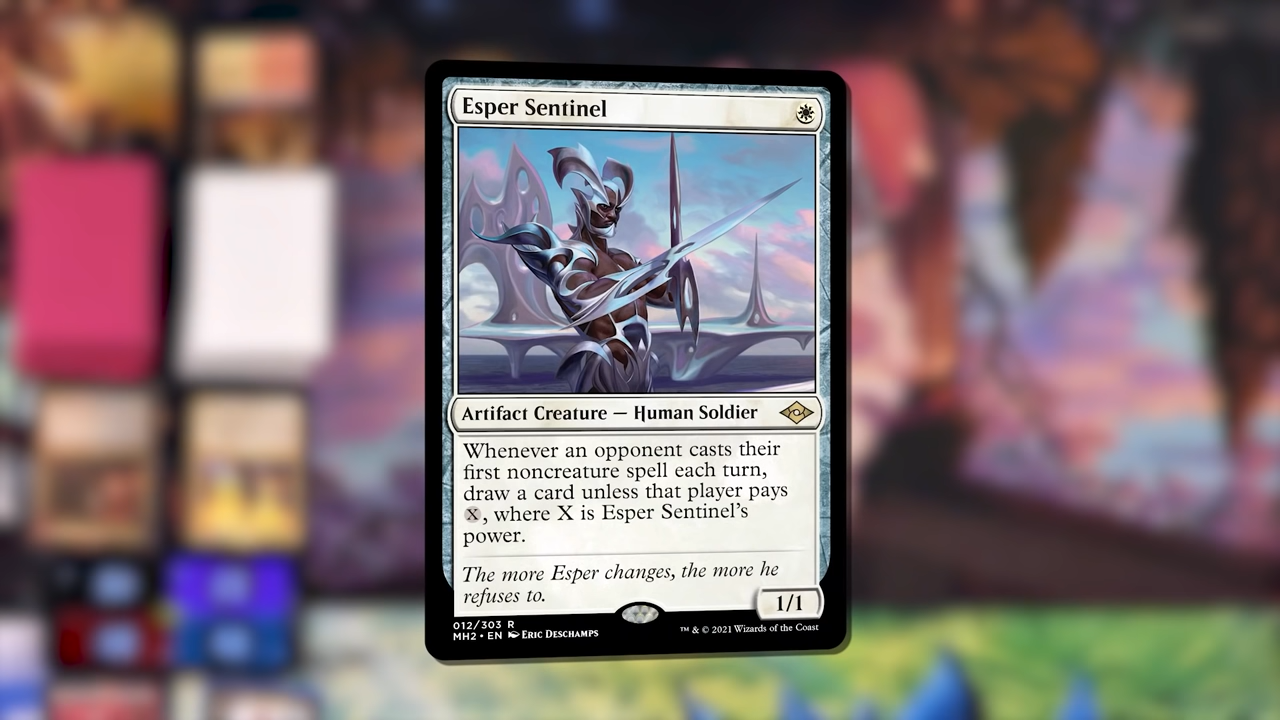 Esper Sentinel
Artifact Creature — Human Soldier
Whenever an opponent casts their
first noncreature spell each turn,
draw a card unless that player pays
X, where X is Esper Sentinel's
power.
The more Esper changes, the more he
refuses to.
1/1
012/303 R
MH2 • EN Eric Deschamps
™ & © 2021 Wizards of the Coast